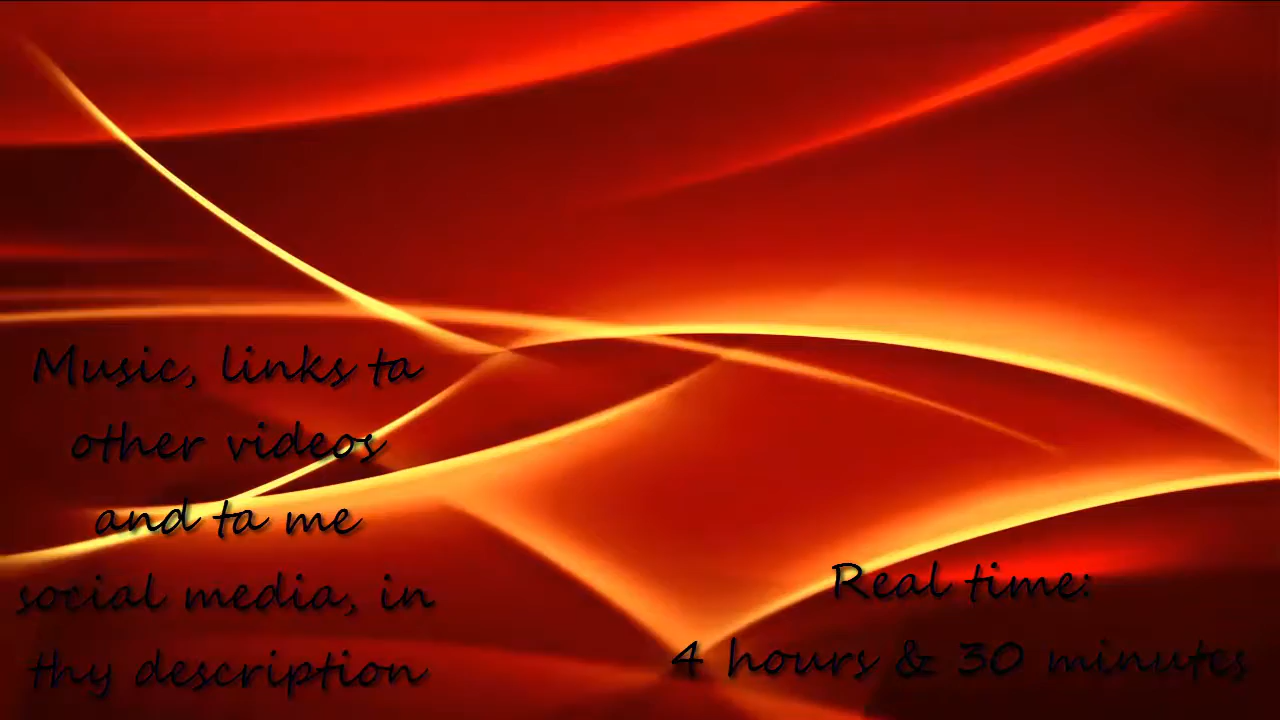 Music, links ta
other videos
and ta me
social media, in
thy description
Real time:
4 hours & 30 minutes